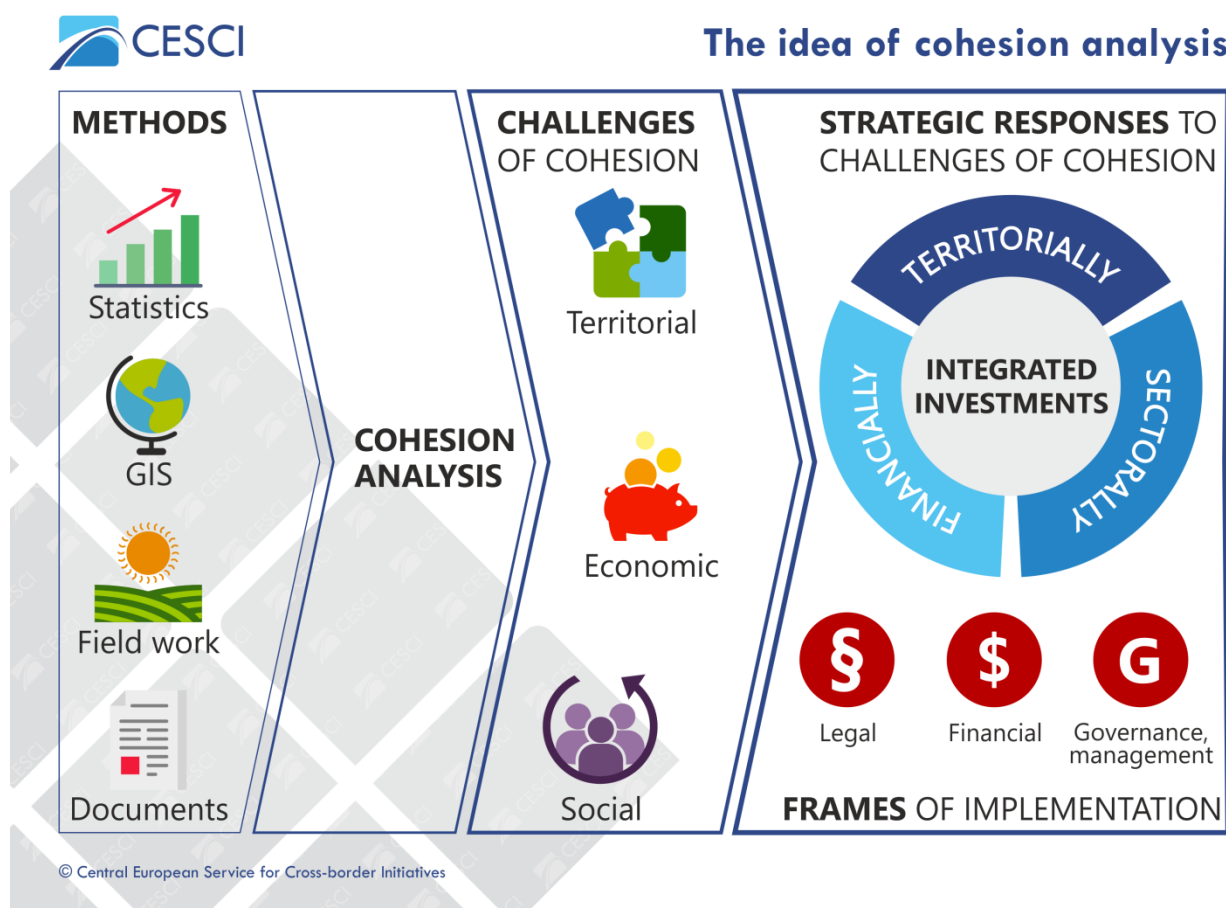 CESCI
The idea of cohesion analysis
METHODS
Statistics
GIS
Field work
Documents
COHESION
ANALYSIS
CHALLENGES
OF COHESION
Territorial
Economic
Social
STRATEGIC RESPONSES TO
CHALLENGES OF COHESION
TERRITORIALLY
SECTORALLY
FINANCIALLY
INTEGRATED
INVESTMENTS
§
$
G
Legal
Financial
Governance,
management
FRAMES OF IMPLEMENTATION
© Central European Service for Cross-border Initiatives